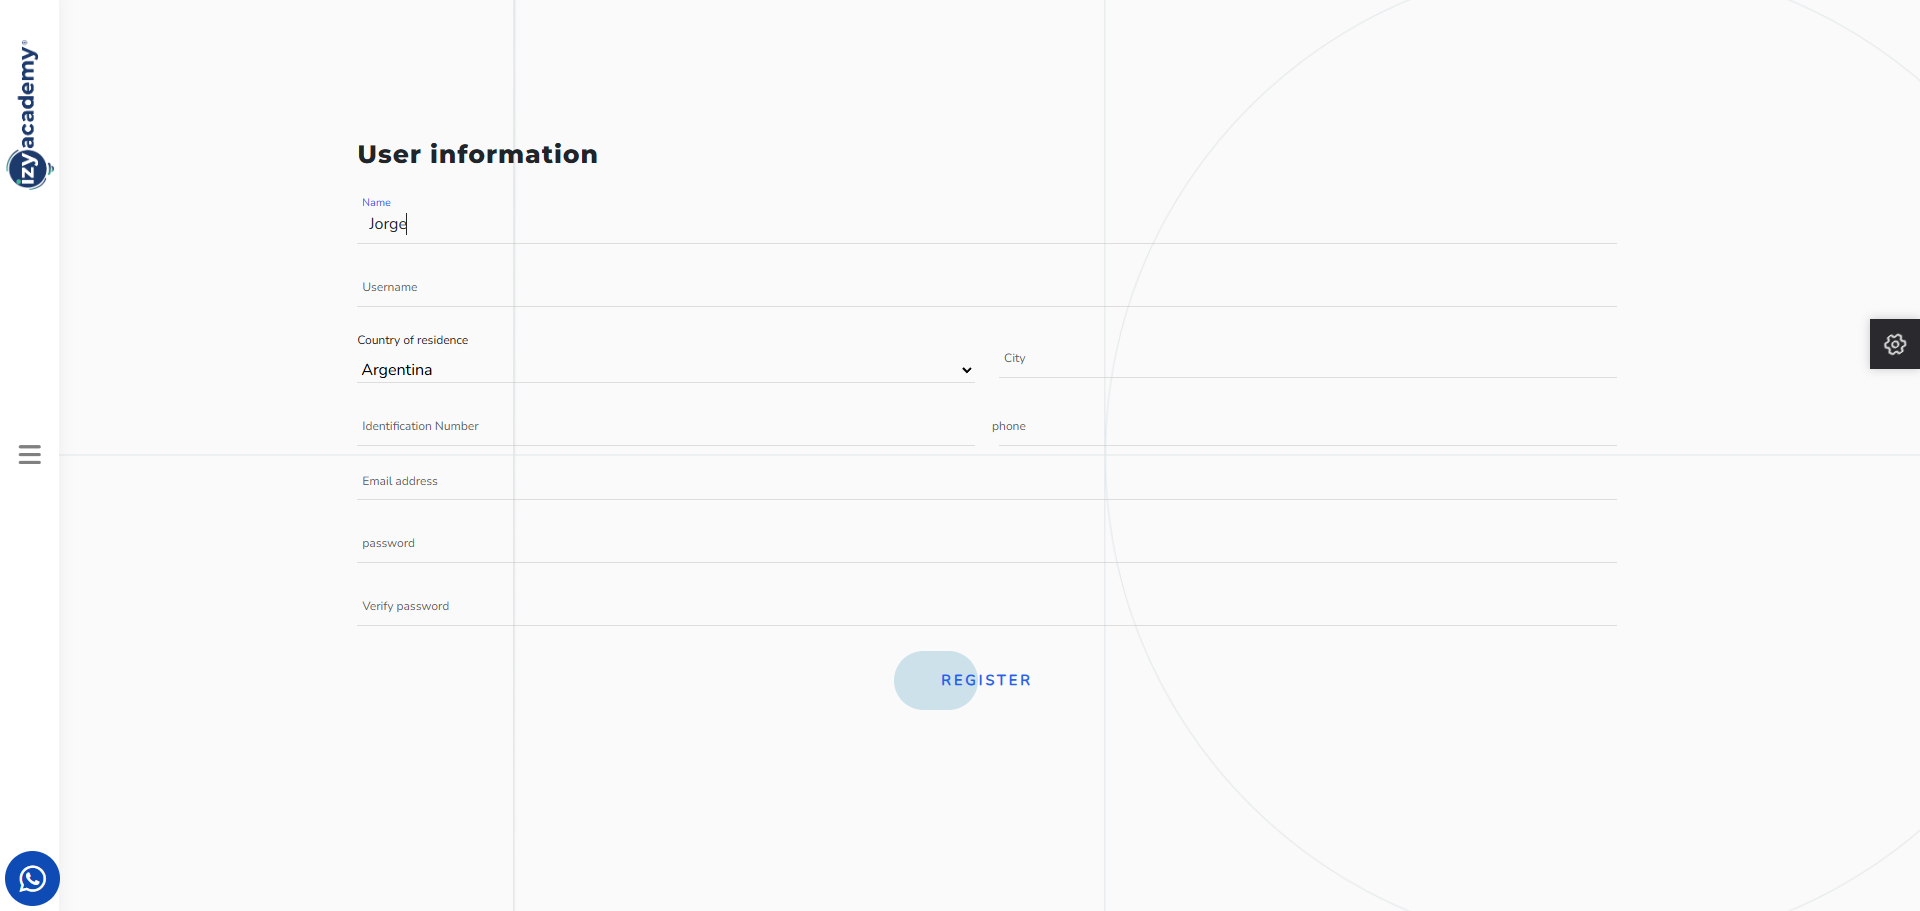 izyacademy®
User information
Name
Jorge
Username
Country of residence
Argentina
City
Identification Number
phone
Email address
password
Verify password
REGISTER